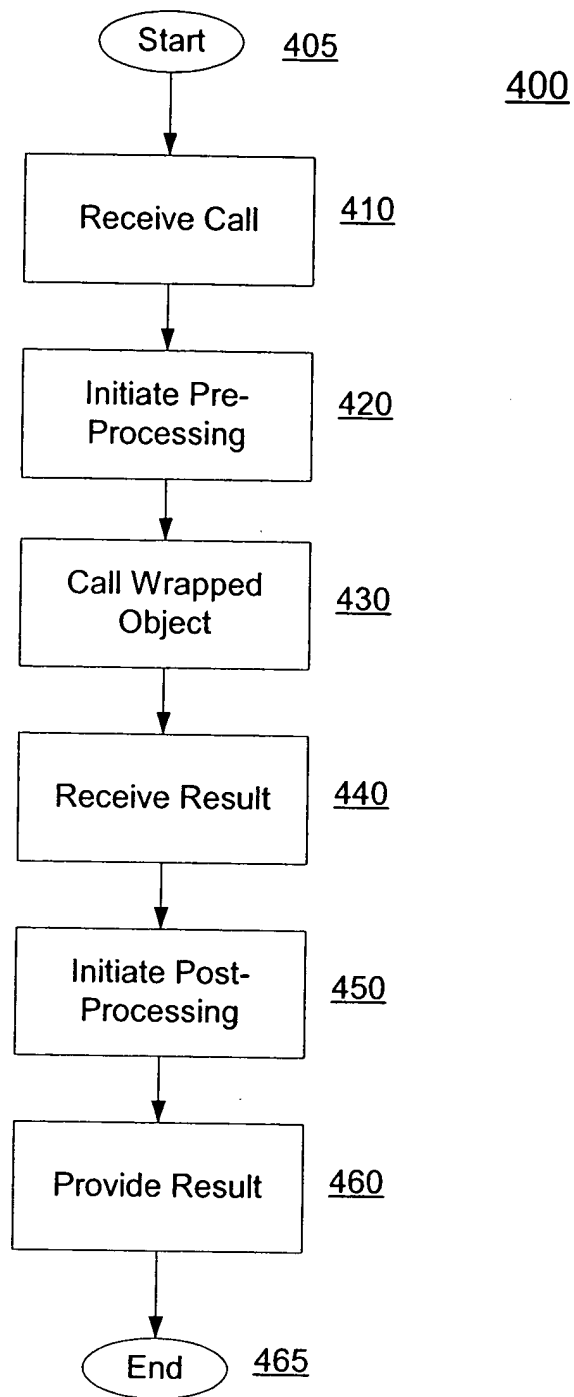 Start
405
400
Receive Call
410
Initiate Pre-
Processing
420
Call Wrapped
Object
430
Receive Result
440
Initiate Post-
Processing
450
Provide Result
460
End
465